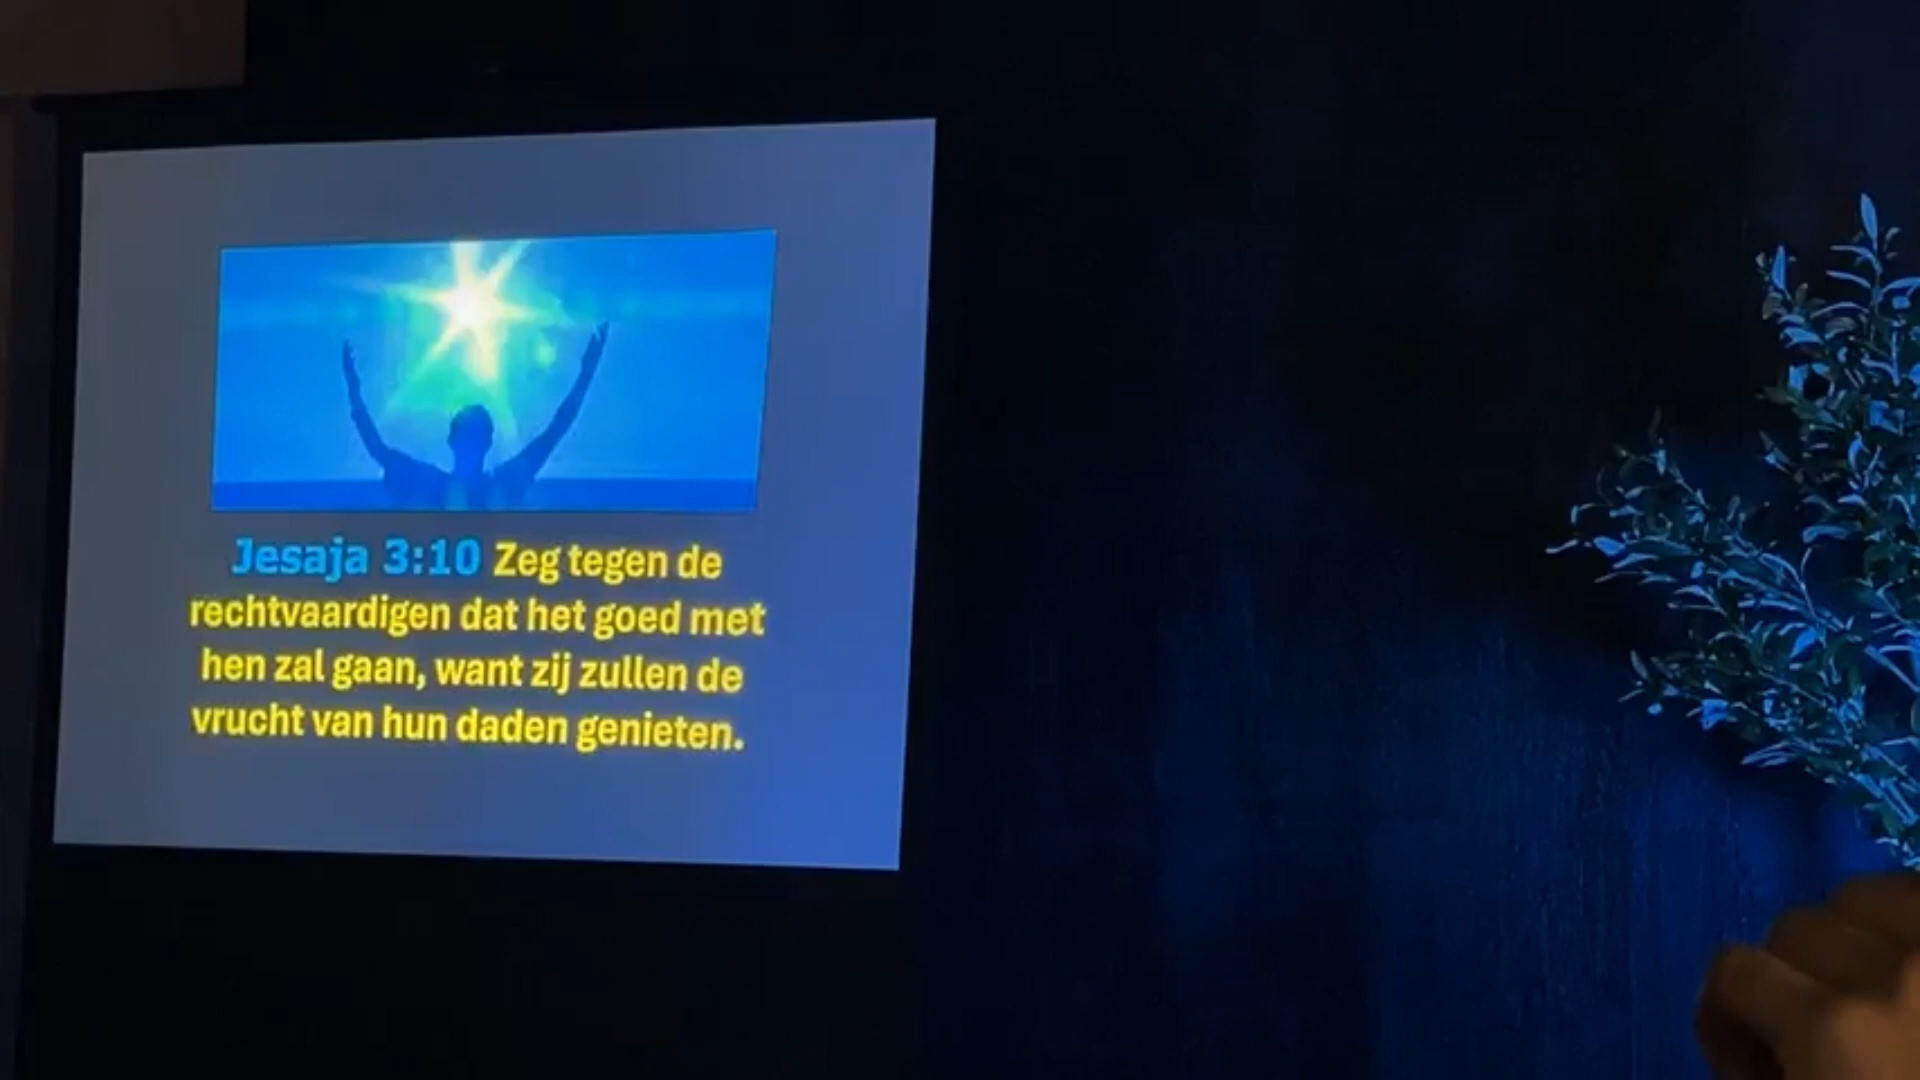 Jesaja 3:10 Zeg tegen de
rechtvaardigen dat het goed met
hen zal gaan, want zij zullen de
vrucht van hun daden genieten.